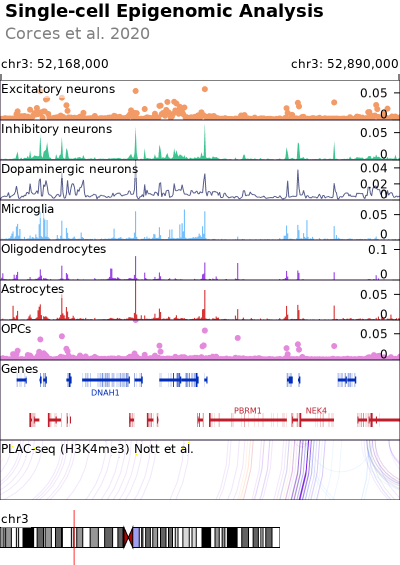 Single-cell Epigenomic Analysis
Corces et al. 2020
chr3: 52,168,000 chr3: 52,890,000
Excitatory neurons 0.05
0
Inhibitory neurons 0.05
0
Dopaminergic neurons 0.04
0.02
0
Microglia 0.05
0
Oligodendrocytes 0.1
0
Astrocytes 0.05
0
OPCs 0.05
0
Genes
DNAH1
PBRM1 NEK4
PLAC-seq (H3K4me3) Nott et al.
chr3